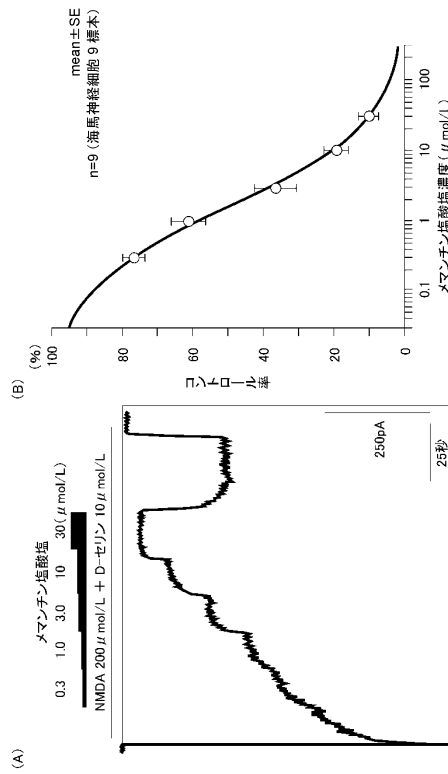 (A)
メマンチン塩酸塩
0.3 1.0 3.0 10 30 (μmol/L)
NMDA 200μmol/L + D-セリン 10μmol/L
250pA
25秒
(B)
(%)
100
80
60
40
20
0
コントロール率
mean±SE
n=9 (海馬神経細胞 9 標本)
0.1 1 10 100
メマンチン塩酸塩濃度(μmol/L)